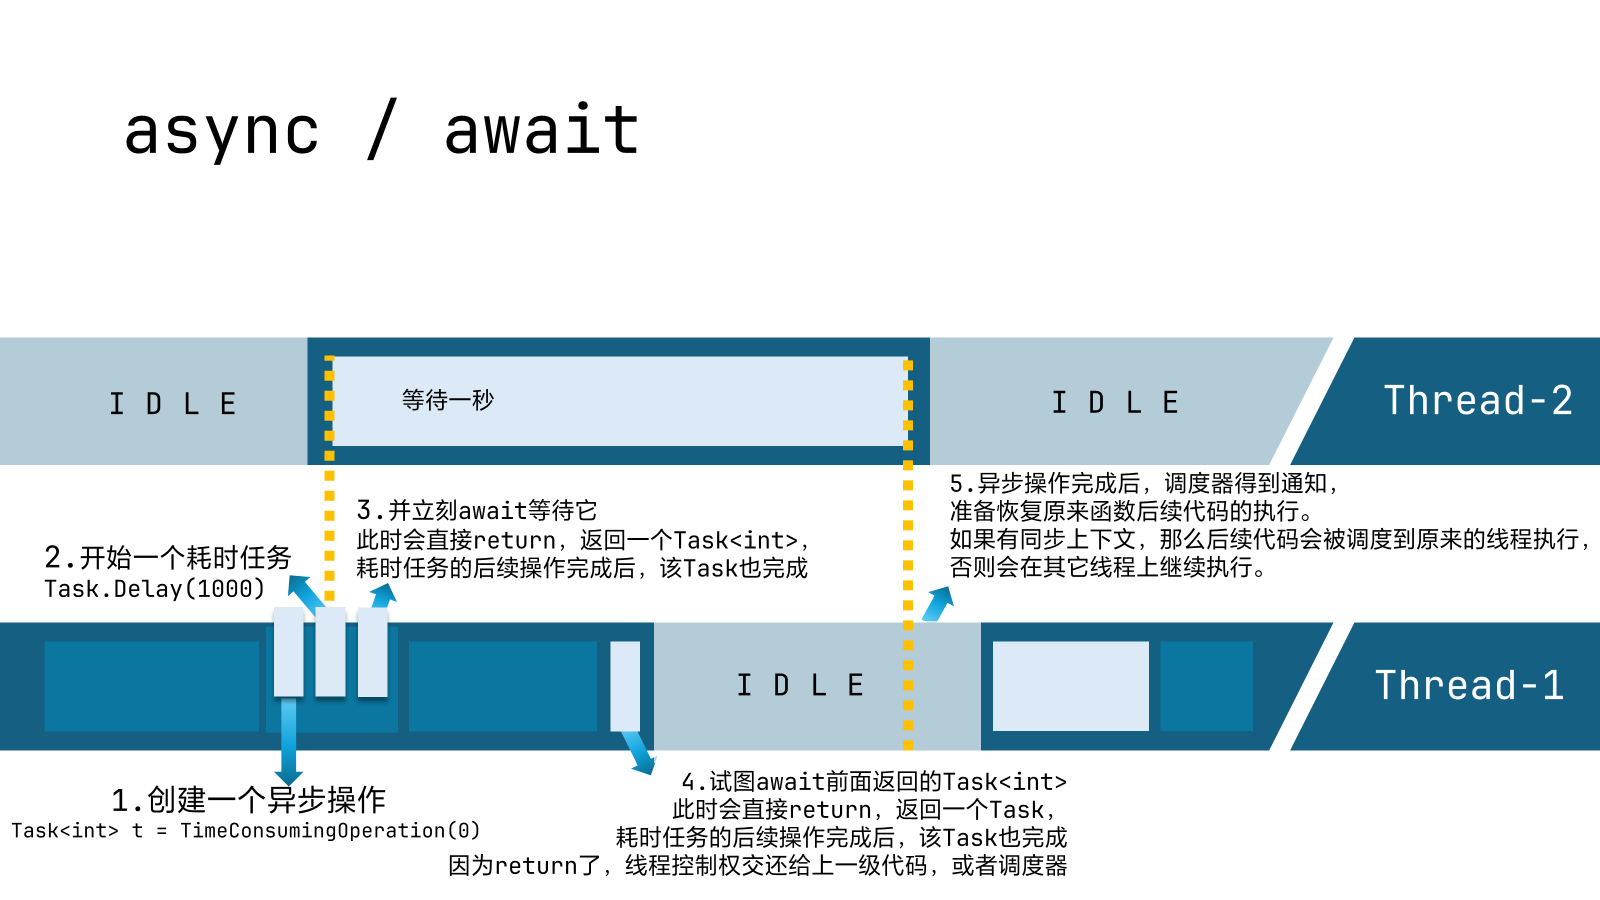 async / await
I D L E
等待一秒
I D L E
Thread-2
5.异步操作完成后，调度器得到通知，
准备恢复原来函数后续代码的执行。
如果有同步上下文，那么后续代码会被调度到原来的线程执行，
否则会在其它线程上继续执行。
3.并立刻await等待它
此时会直接return，返回一个Task<int>，
耗时任务的后续操作完成后，该Task也完成
2.开始一个耗时任务
Task.Delay(1000)
I D L E
Thread-1
1.创建一个异步操作
Task<int> t = TimeConsumingOperation(0)
4.试图await前面返回的Task<int>
此时会直接return，返回一个Task，
耗时任务的后续操作完成后，该Task也完成
因为return了，线程控制权交还给上一级代码，或者调度器